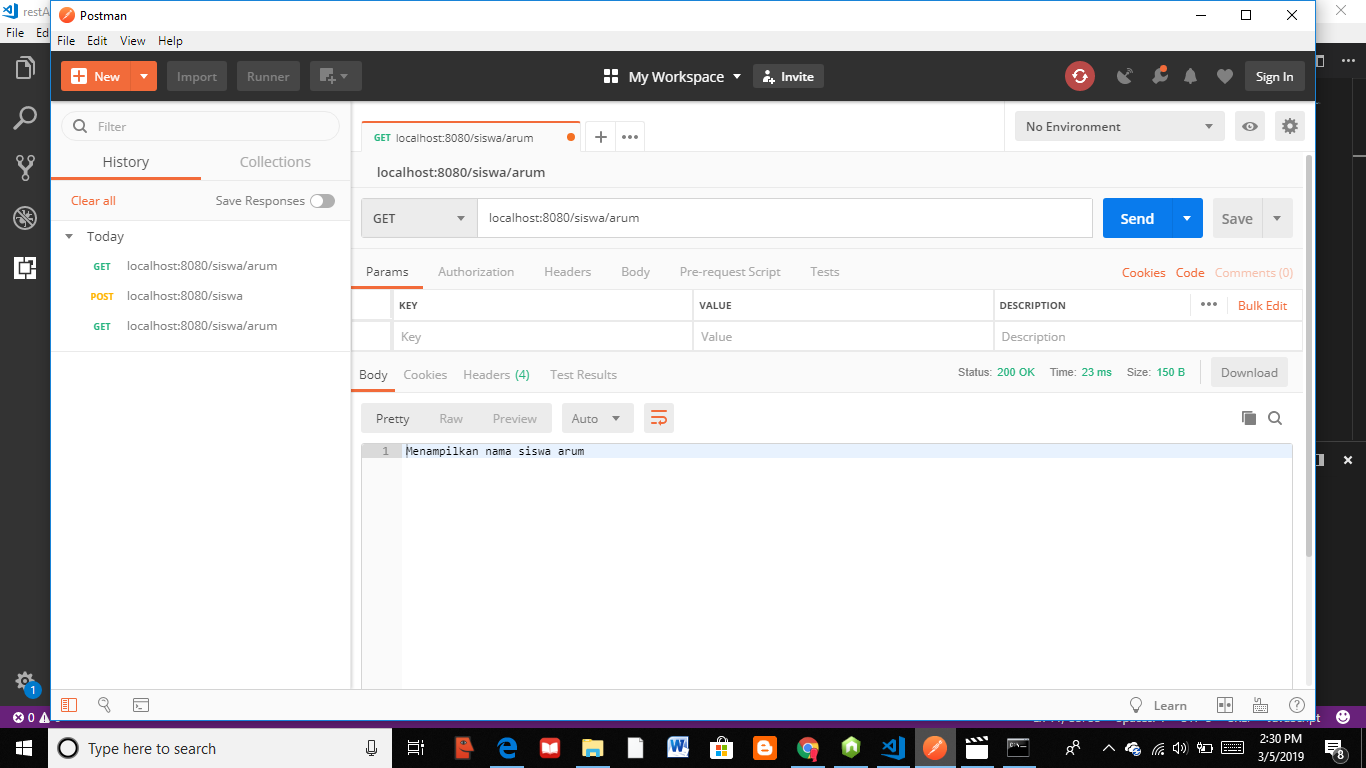 restA
Postman
File Ed
File Edit View Help
New Import Runner My Workspace Invite Sign In
Filter
GET localhost:8080/siswa/arum
No Environment
History Collections
localhost:8080/siswa/arum
Clear all Save Responses
GET localhost:8080/siswa/arum Send Save
Today
GET localhost:8080/siswa/arum
POST localhost:8080/siswa
GET localhost:8080/siswa/arum
Params Authorization Headers Body Pre-request Script Tests Cookies Code Comments (0)
KEY VALUE DESCRIPTION Bulk Edit
Key Value Description
Body Cookies Headers (4) Test Results Status: 200 OK Time: 23 ms Size: 150 B Download
Pretty Raw Preview Auto
1 Menampilkan nama siswa arum
1
Learn
0
Type here to search
2:30 PM
3/5/2019
8